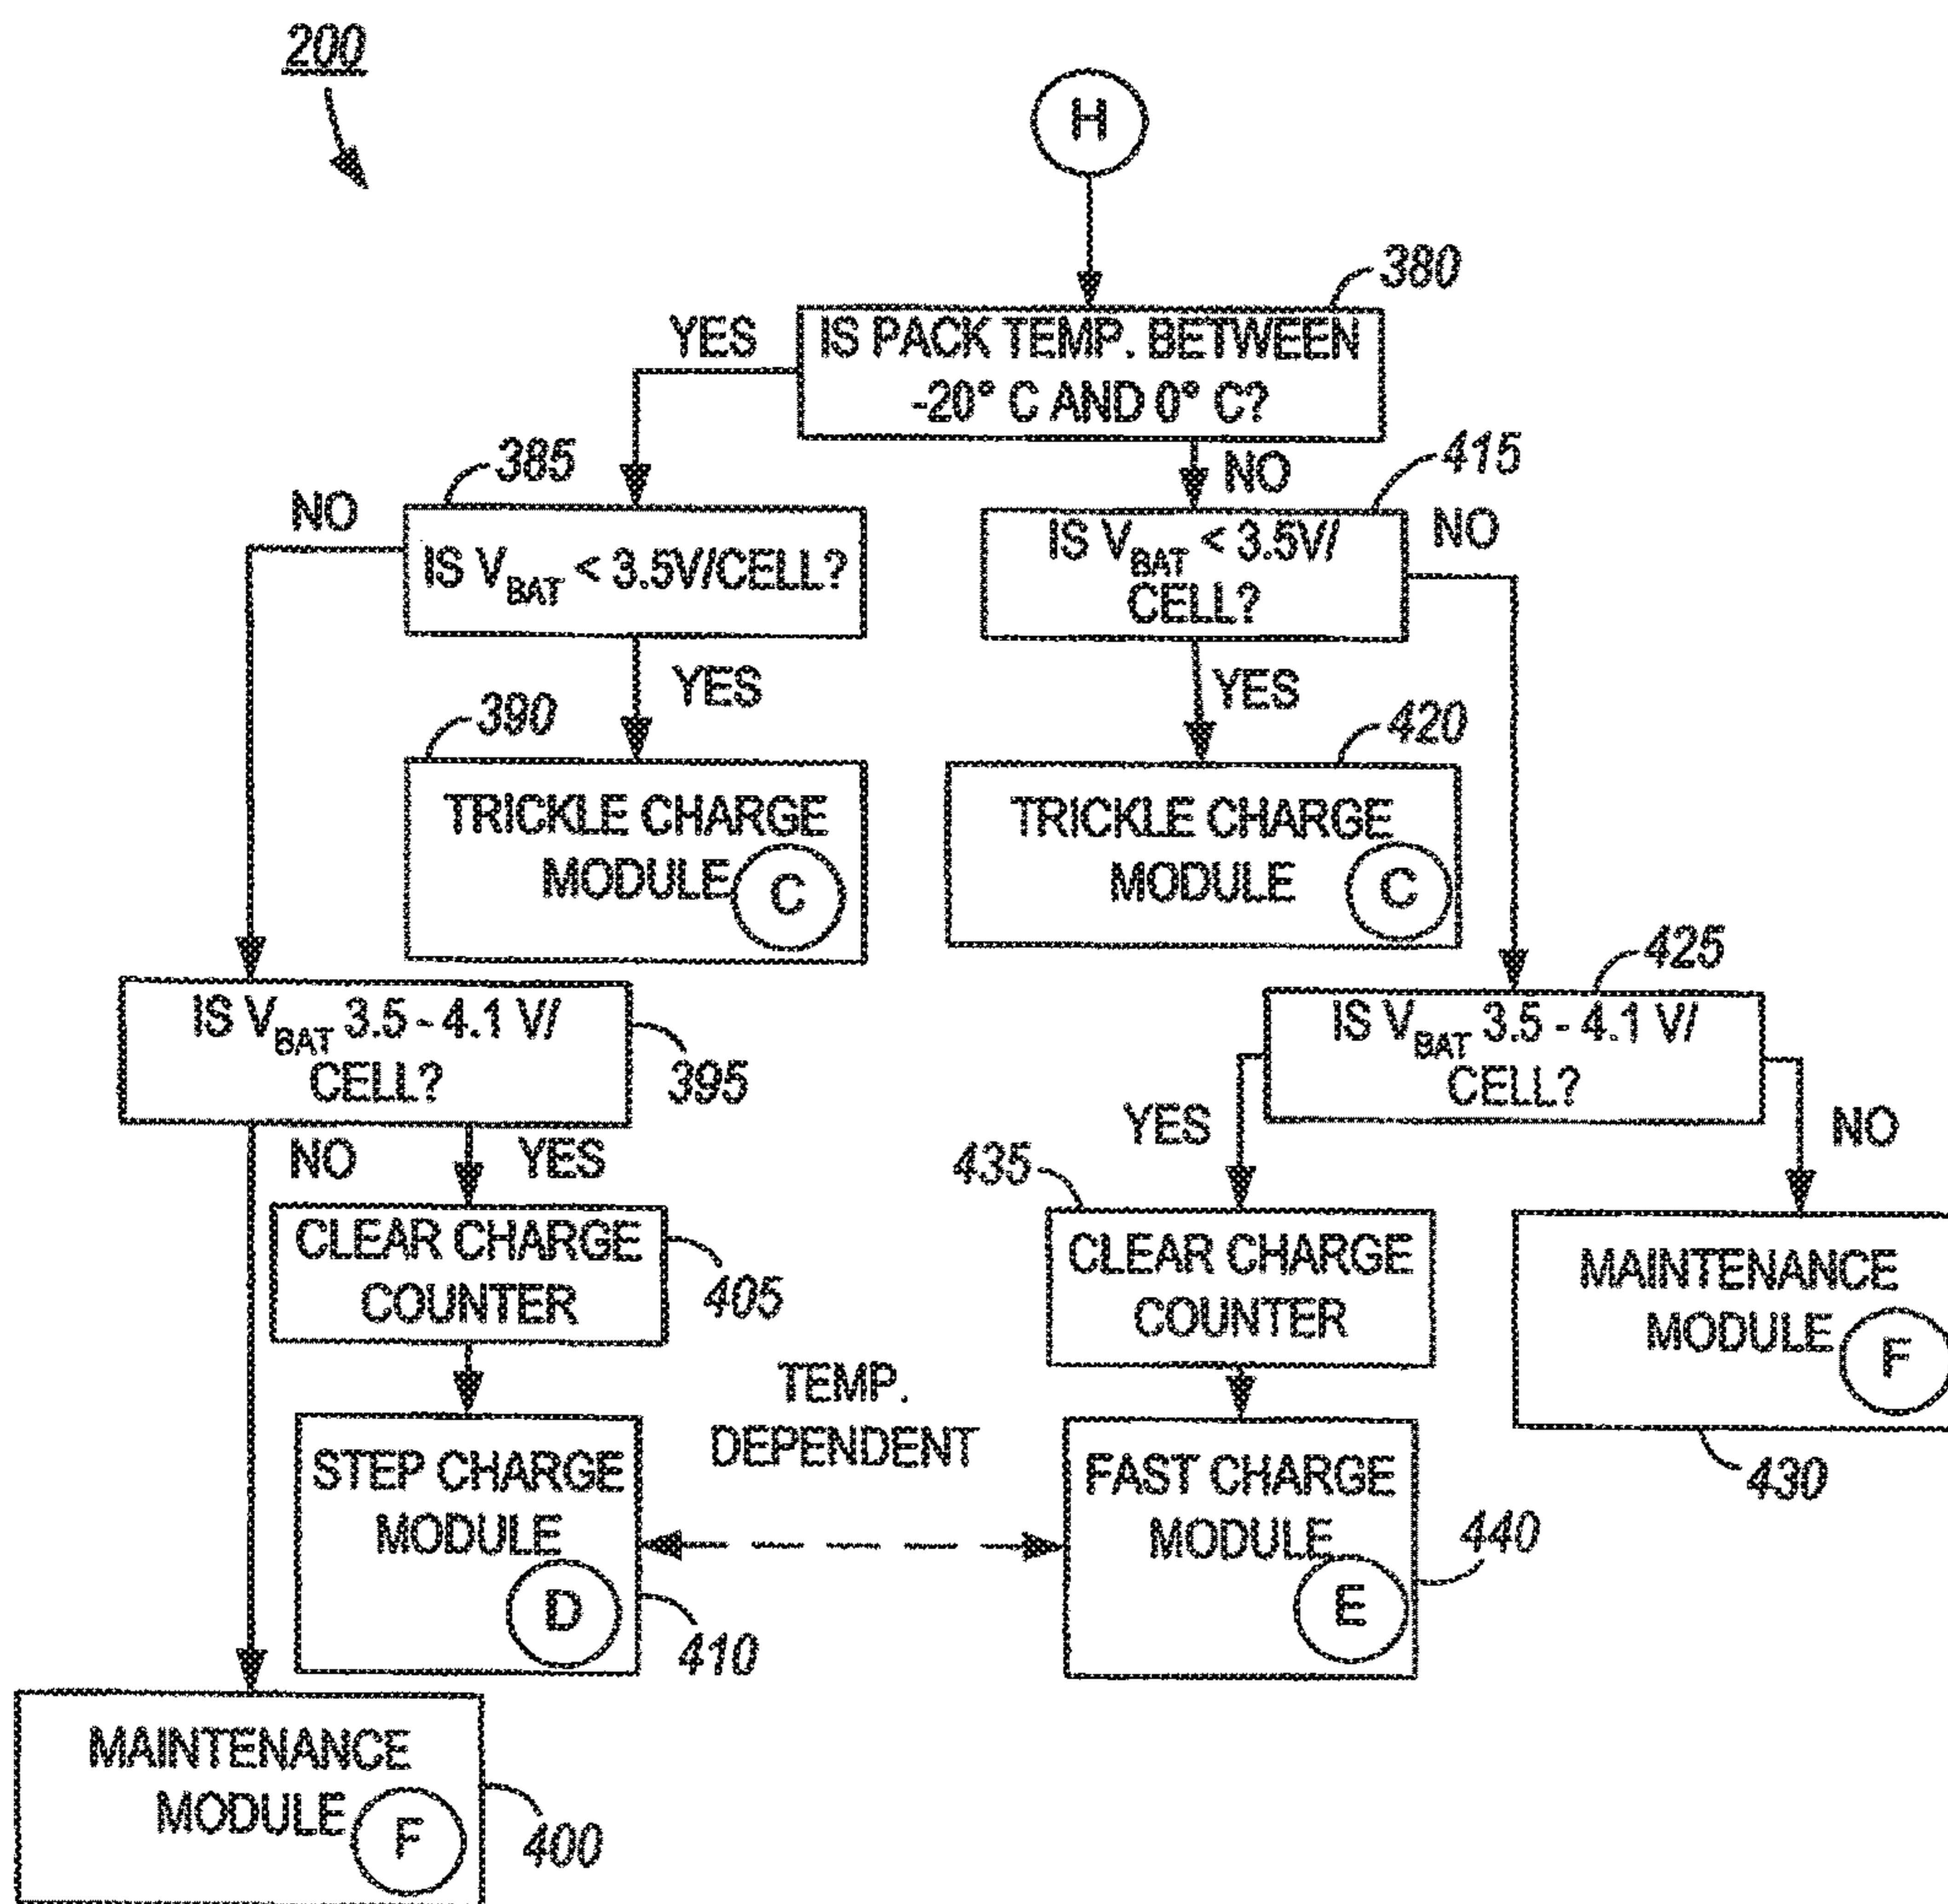 200
H
380
YES
IS PACK TEMP. BETWEEN
-20° C AND 0° C?
385
415
NO
NO
NO
IS VBAT < 3.5V/CELL?
IS VBAT < 3.5V/
CELL?
YES
YES
390
420
TRICKLE CHARGE
MODULE C
TRICKLE CHARGE
MODULE C
425
IS VBAT 3.5 - 4.1 V/
CELL?
395
IS VBAT 3.5 - 4.1 V/
CELL?
NO
YES
YES
NO
435
CLEAR CHARGE
COUNTER
405
CLEAR CHARGE
COUNTER
MAINTENANCE
MODULE F
430
TEMP.
DEPENDENT
STEP CHARGE
MODULE
D
410
FAST CHARGE
MODULE
E
440
MAINTENANCE
MODULE F
400